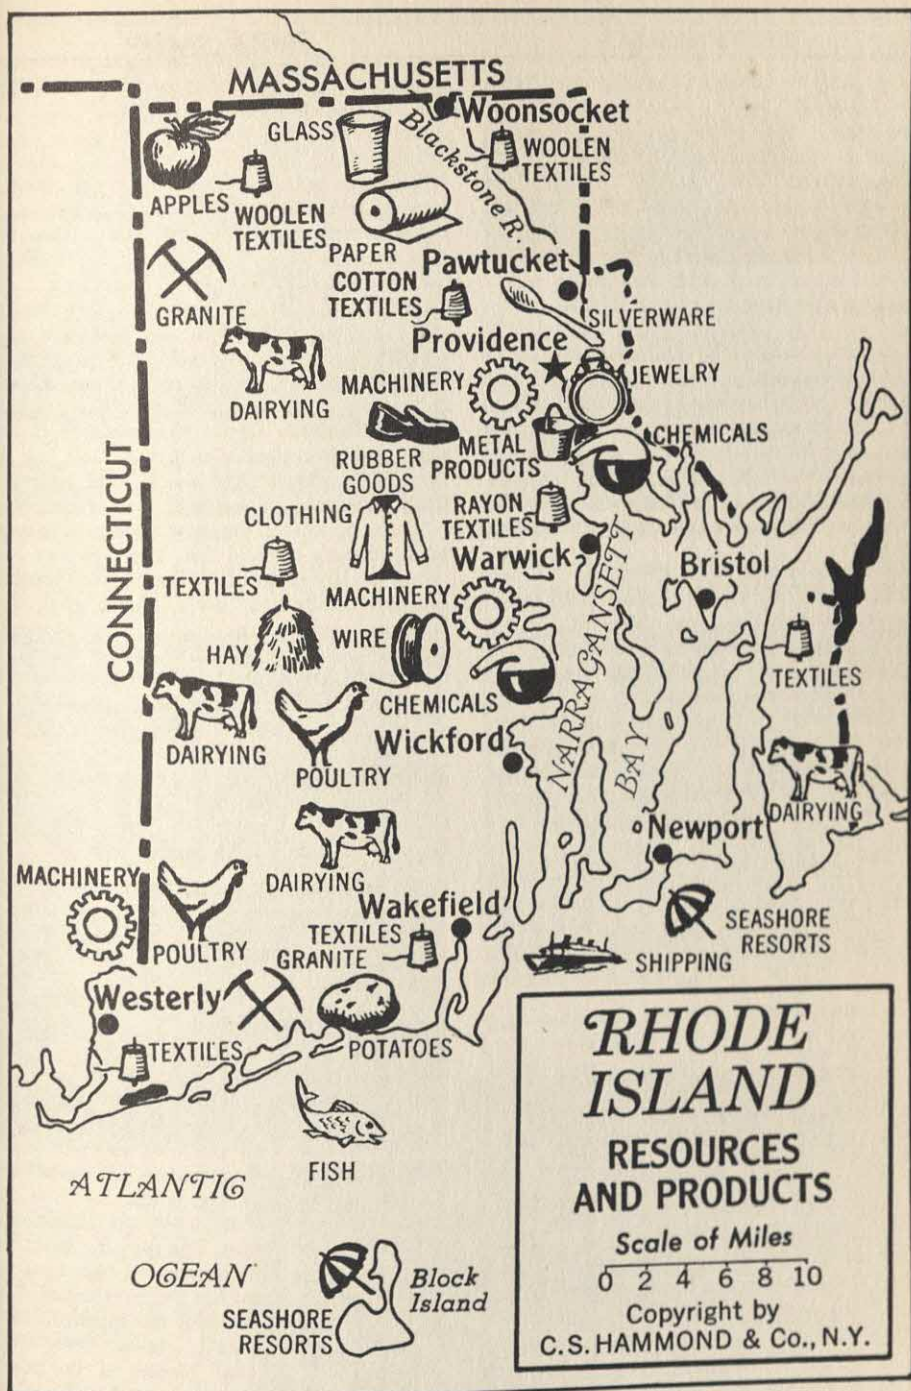 MASSACHUSETTS
Woonsocket
GLASS
Blackstone R.
WOOLEN
TEXTILES
APPLES
WOOLEN
TEXTILES
PAPER
Pawtucket
COTTON
TEXTILES
GRANITE
SILVERWARE
Providence
MACHINERY
JEWELRY
DAIRYING
METAL
PRODUCTS
CHEMICALS
RUBBER
GOODS
CONNECTICUT
CLOTHING
RAYON
TEXTILES
Warwick
Bristol
TEXTILES
MACHINERY
NARRAGANSETT
BAY
HAY
WIRE
TEXTILES
CHEMICALS
DAIRYING
Wickford
POULTRY
DAIRYING
Newport
MACHINERY
DAIRYING
Wakefield
POULTRY
TEXTILES
GRANITE
SHIPPING
SEASHORE
RESORTS
Westerly
TEXTILES
POTATOES
FISH
ATLANTIC
OCEAN
Block
Island
SEASHORE
RESORTS
RHODE
ISLAND
RESOURCES
AND PRODUCTS
Scale of Miles
0 2 4 6 8 10
Copyright by
C.S. HAMMOND & Co., N.Y.